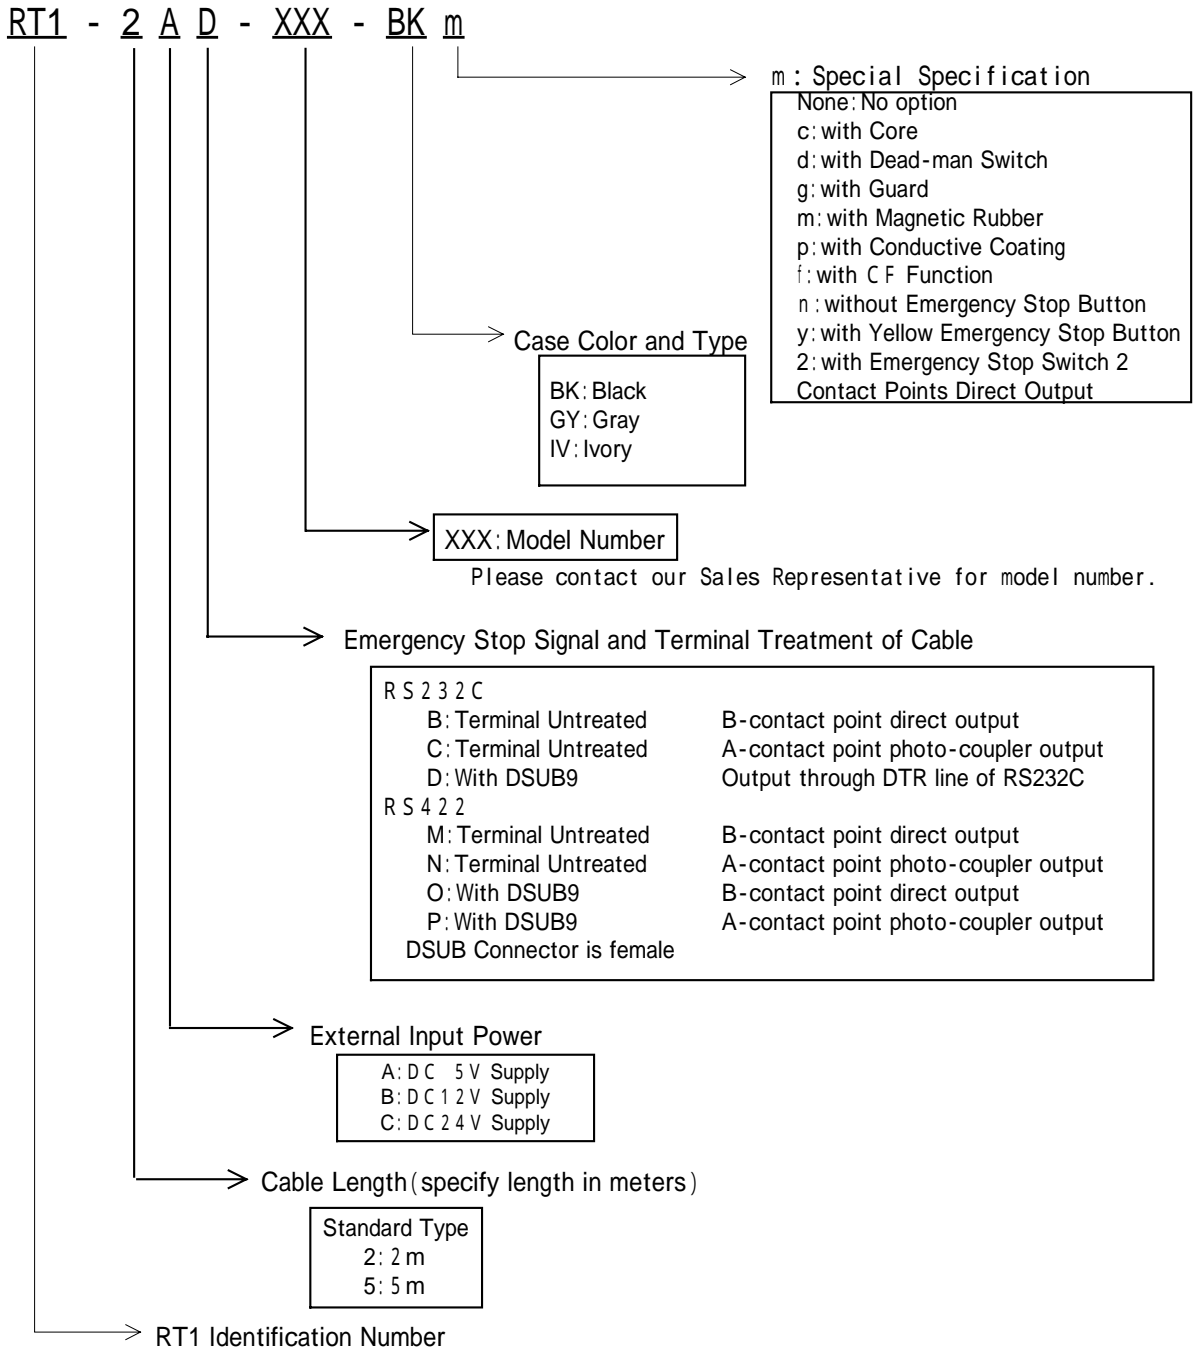 RT1 - 2 A D - XXX - BK m
m: Special Specification
None:No option
c:with Core
d:with Dead-man Switch
g:with Guard
m:with Magnetic Rubber
p:with Conductive Coating
f:with CF Function
n:without Emergency Stop Button
y:with Yellow Emergency Stop Button
2:with Emergency Stop Switch 2
Contact Points Direct Output
Case Color and Type
BK:Black
GY:Gray
IV:Ivory
XXX:Model Number
Please contact our Sales Representative for model number.
Emergency Stop Signal and Terminal Treatment of Cable
RS232C
B:Terminal Untreated B-contact point direct output
C:Terminal Untreated A-contact point photo-coupler output
D:With DSUB9 Output through DTR line of RS232C
RS422
M:Terminal Untreated B-contact point direct output
N:Terminal Untreated A-contact point photo-coupler output
O:With DSUB9 B-contact point direct output
P:With DSUB9 A-contact point photo-coupler output
DSUB Connector is female
External Input Power
A:DC 5V Supply
B:DC12V Supply
C:DC24V Supply
Cable Length(specify length in meters)
Standard Type
2:2m
5:5m
RT1 Identification Number